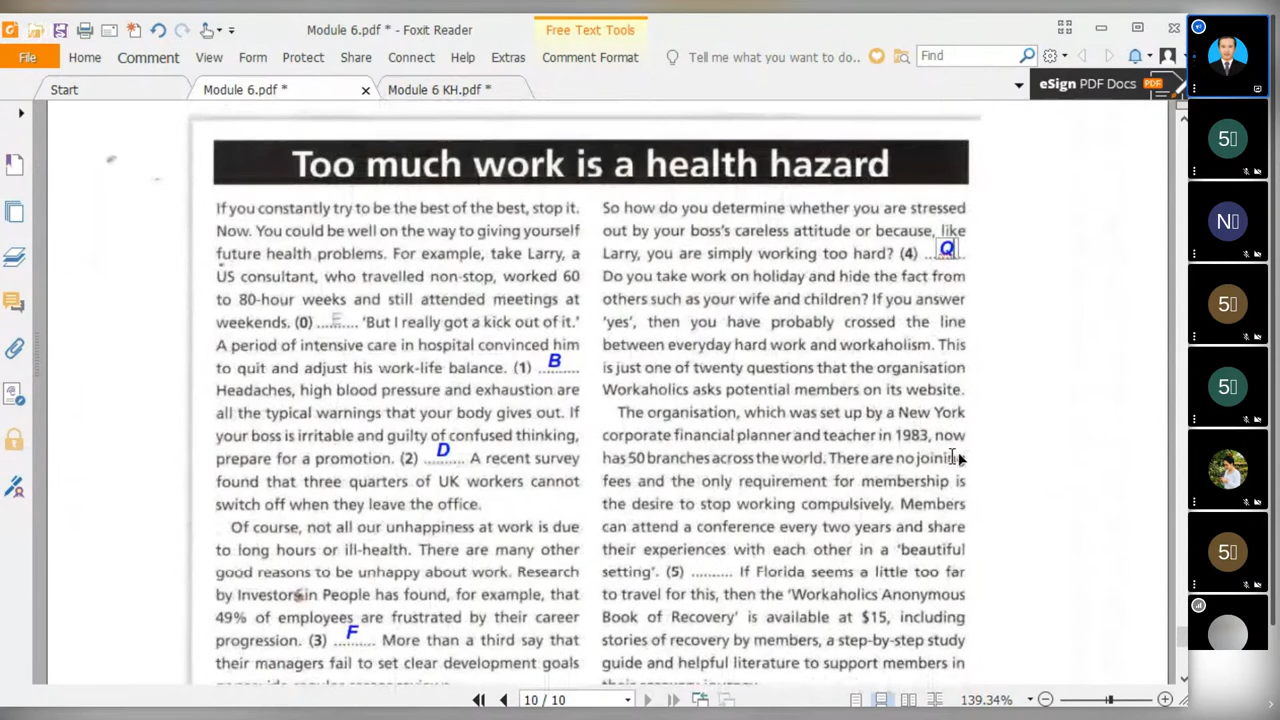 Module 6.pdf * - Foxit Reader
Free Text Tools
File
Home
Comment
View
Form
Protect
Share
Connect
Help
Extras
Comment Format
Tell me what you want to do..
Find
Start
Module 6.pdf *
Module 6 KH.pdf *
eSign PDF Docs
PDF
Too much work is a health hazard
If you constantly try to be the best of the best, stop it.
Now. You could be well on the way to giving yourself
future health problems. For example, take Larry, a
US consultant, who travelled non-stop, worked 60
to 80-hour weeks and still attended meetings at
weekends. (0) ....E.... 'But I really got a kick out of it.'
A period of intensive care in hospital convinced him
to quit and adjust his work-life balance. (1) ....B....
Headaches, high blood pressure and exhaustion are
all the typical warnings that your body gives out. If
your boss is irritable and guilty of confused thinking,
prepare for a promotion. (2) ....D.... A recent survey
found that three quarters of UK workers cannot
switch off when they leave the office.
Of course, not all our unhappiness at work is due
to long hours or ill-health. There are many other
good reasons to be unhappy about work. Research
by Investors in People has found, for example, that
49% of employees are frustrated by their career
progression. (3) ....F.... More than a third say that
their managers fail to set clear development goals
So how do you determine whether you are stressed
out by your boss's careless attitude or because, like
Larry, you are simply working too hard? (4) ....Q....
Do you take work on holiday and hide the fact from
others such as your wife and children? If you answer
'yes', then you have probably crossed the line
between everyday hard work and workaholism. This
is just one of twenty questions that the organisation
Workaholics asks potential members on its website.
The organisation, which was set up by a New York
corporate financial planner and teacher in 1983, now
has 50 branches across the world. There are no joining
fees and the only requirement for membership is
the desire to stop working compulsively. Members
can attend a conference every two years and share
their experiences with each other in a 'beautiful
setting'. (5) .......... If Florida seems a little too far
to travel for this, then the 'Workaholics Anonymous
Book of Recovery' is available at $15, including
stories of recovery by members, a step-by-step study
guide and helpful literature to support members in
10 / 10
139.34%
5
N
5
5
5